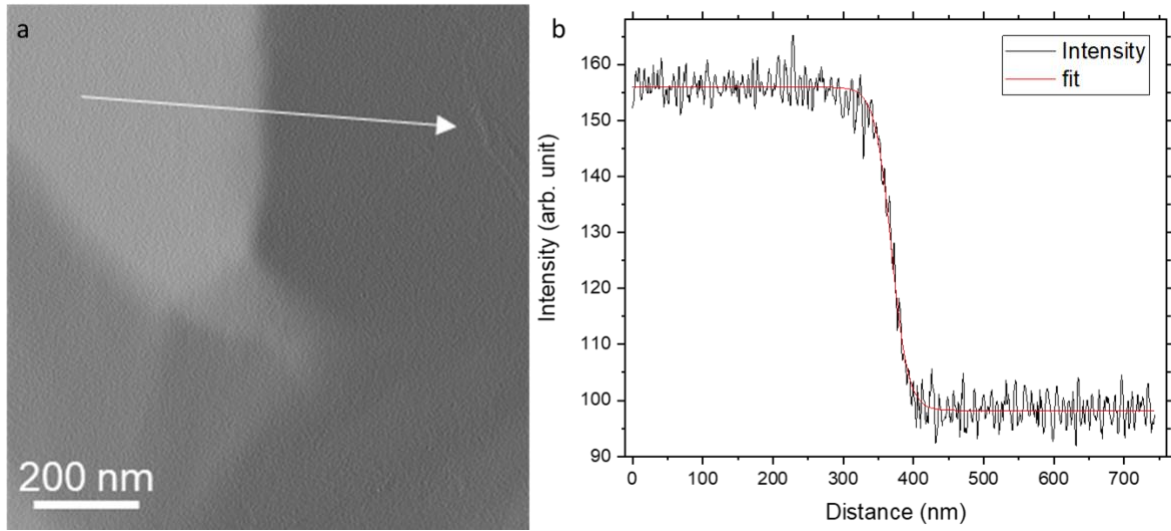 a
200 nm
b
Intensity (arb. unit)
160
150
140
130
120
110
100
90
0 100 200 300 400 500 600 700
Distance (nm)
Intensity
fit